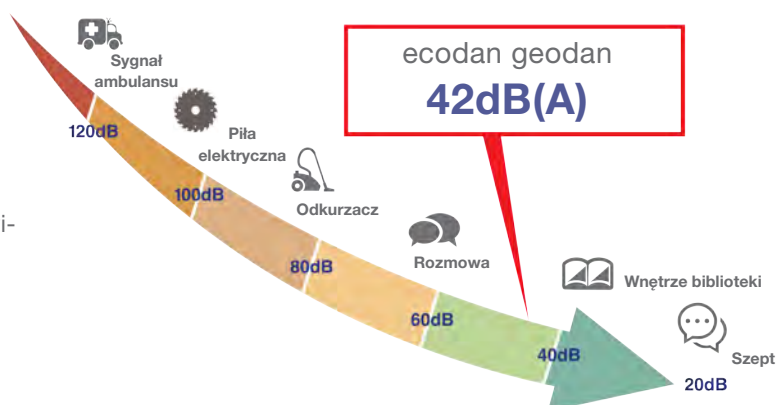 Sygnał
ambulansu
120dB
Piła
elektryczna
100dB
Odkurzacz
80dB
Rozmowa
60dB
ecodan geodan
42dB(A)
Wnętrze biblioteki
40dB
Szept
20dB
i-